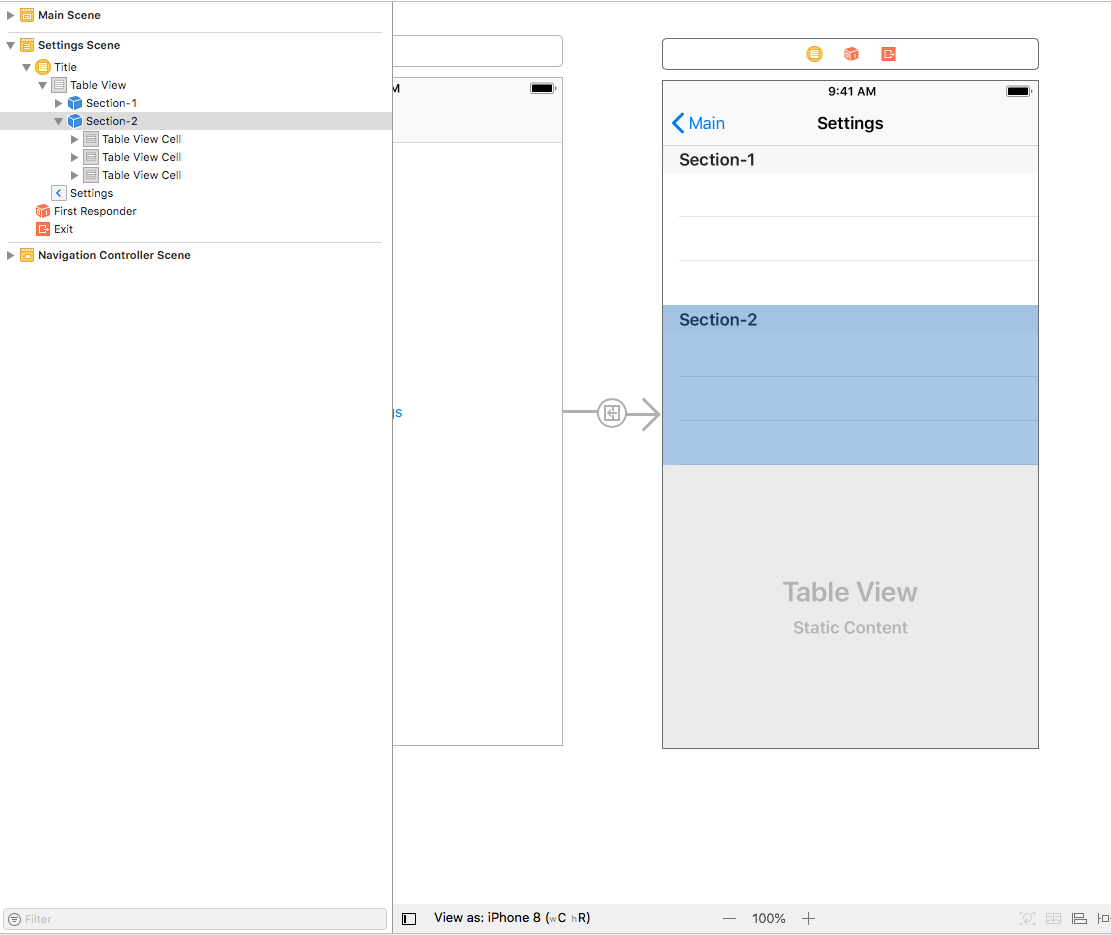 Main Scene
Settings Scene
Title
Table View
Section-1
Section-2
Table View Cell
Table View Cell
Table View Cell
Settings
First Responder
Exit
Navigation Controller Scene
Filter
M
gs
9:41 AM
Main
Settings
Section-1
Section-2
Table View
Static Content
View as: iPhone 8 (wC hR)
100%